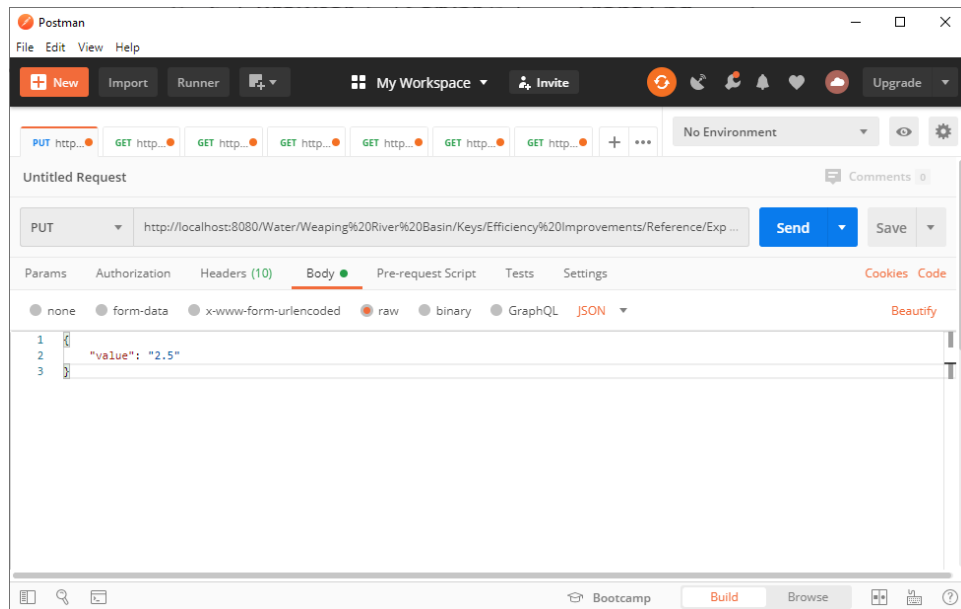 Postman
File Edit View Help
New Import Runner My Workspace Invite Upgrade
PUT http... GET http... GET http... GET http... GET http... GET http... GET http... No Environment
Untitled Request Comments 0
PUT http://localhost:8080/Water/Weaping%20River%20Basin/Keys/Efficiency%20Improvements/Reference/Exp ... Send Save
Params Authorization Headers (10) Body Pre-request Script Tests Settings Cookies Code
none form-data x-www-form-urlencoded raw binary GraphQL JSON Beautify
1 {
2 "value": "2.5"
3 }
Bootcamp Build Browse